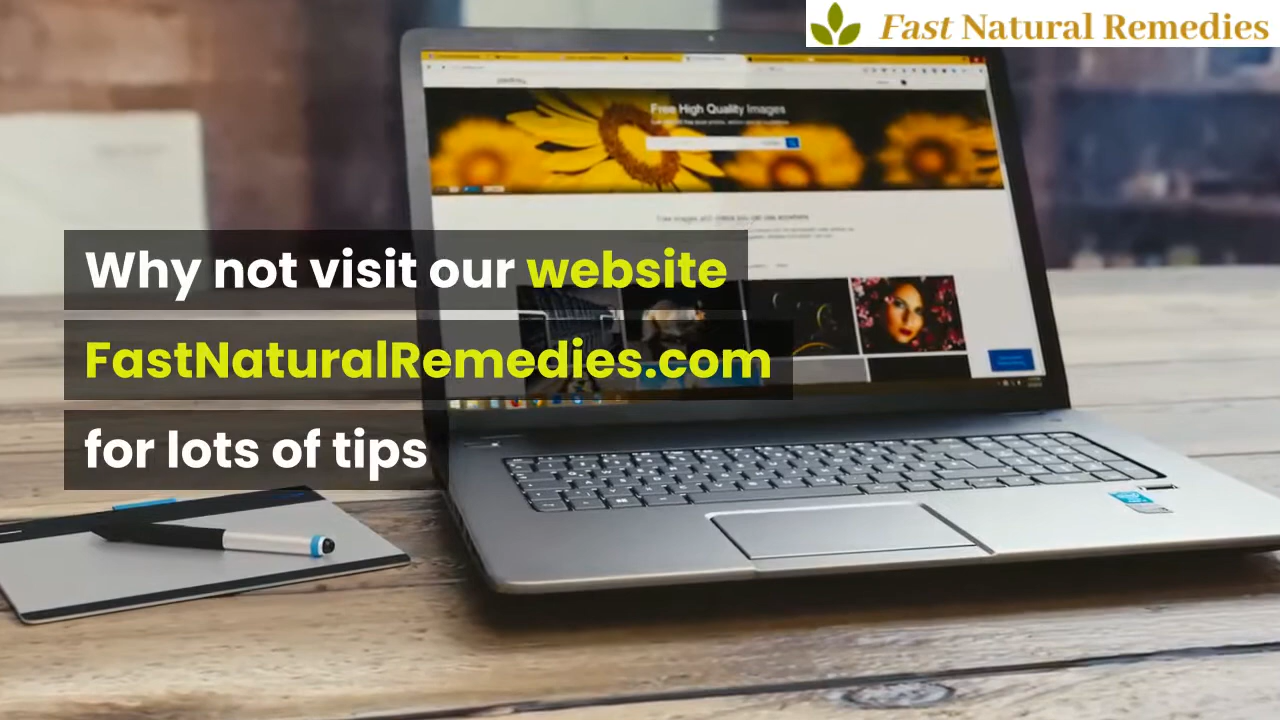 Fast Natural Remedies
Free High Quality Images
Why not visit our website
FastNaturalRemedies.com
for lots of tips